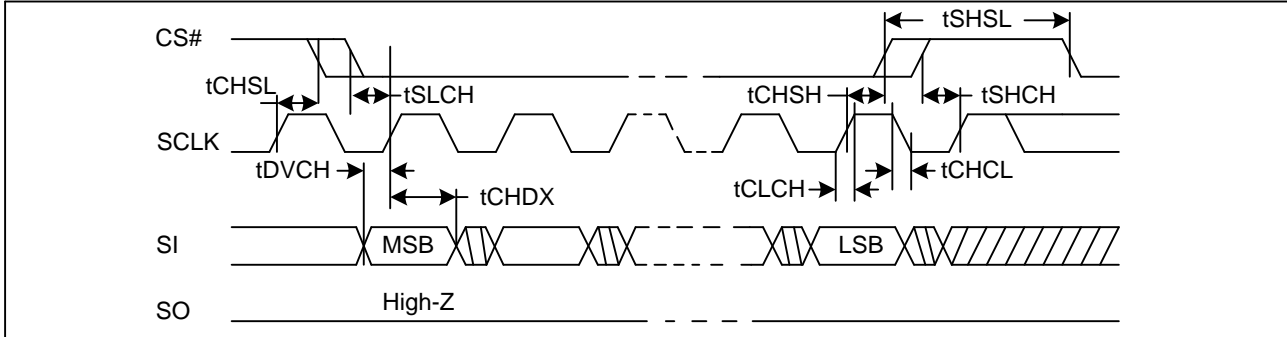 tSHSL
CS#
tCHSL
tSLCH
tCHSH
tSHCH
SCLK
tDVCH
tCHCL
tCLCH
tCHDX
SI
MSB
LSB
High-Z
SO